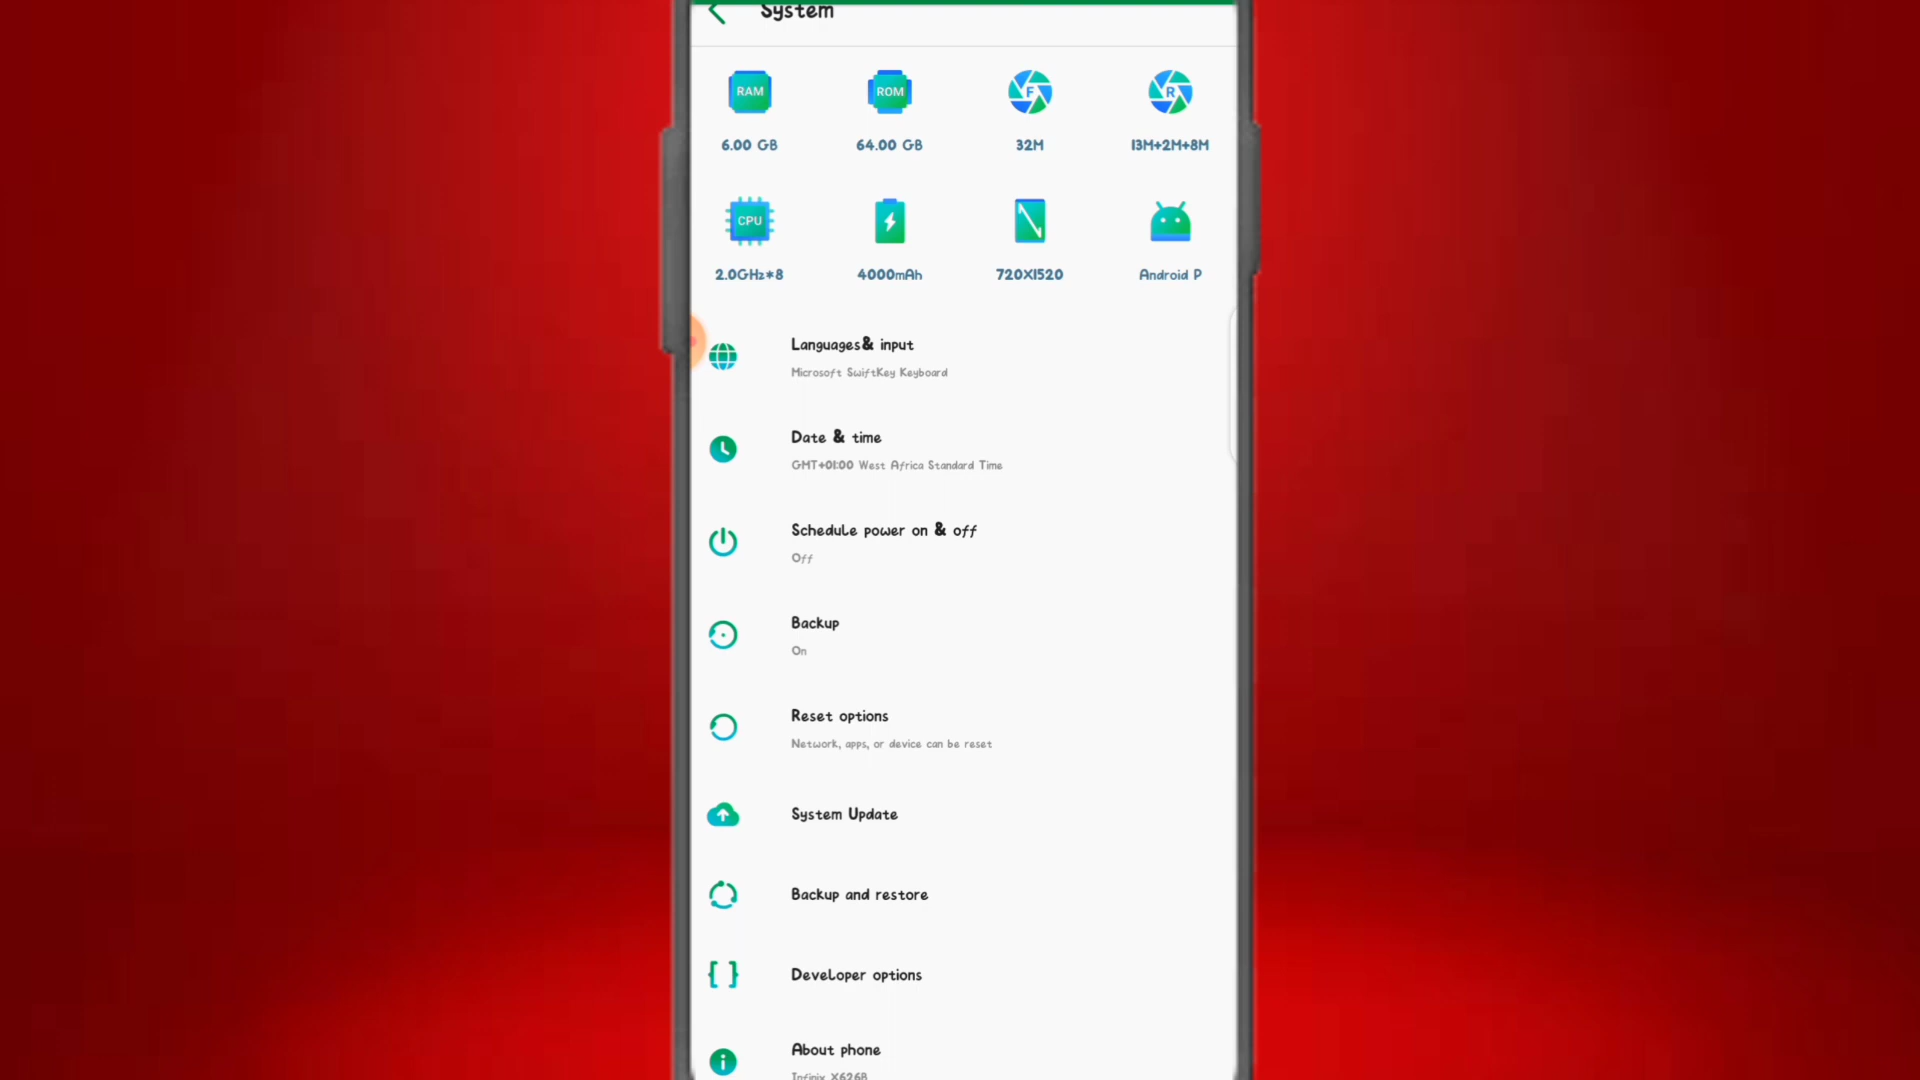 System
RAM
ROM
F
R
6.00 GB
64.00 GB
32M
13M+2M+8M
CPU
2.0GHz*8
4000mAh
720X1520
Android P
Languages& input
Microsoft SwiftKey Keyboard
Date & time
GMT+01:00 West Africa Standard Time
Schedule power on & off
Off
Backup
On
Reset options
Network, apps, or device can be reset
System Update
Backup and restore
Developer options
About phone
Infinix X626B